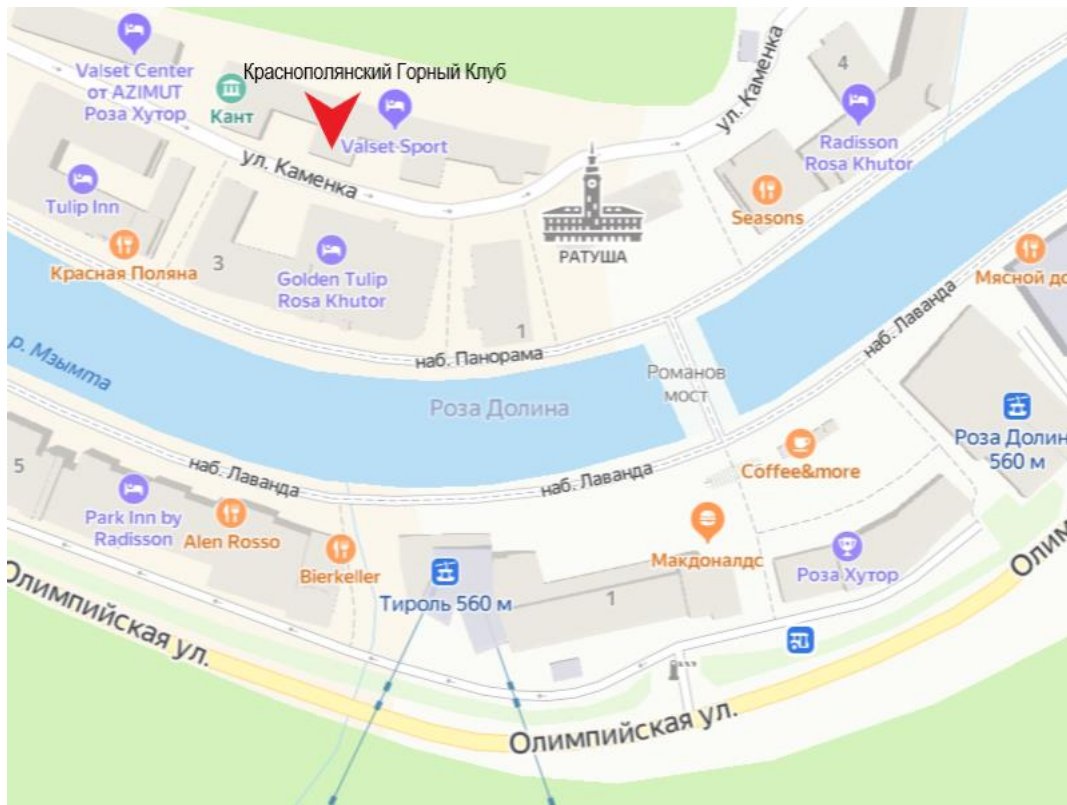 Краснополянский Горный Клуб
Valset Center
от AZIMUT
Роза Хутор
Кант
Valset Sport
ул. Каменка
ул. Каменка
4
Radisson
Rosa Khutor
Tulip Inn
Seasons
РАТУША
Красная Поляна
3
Golden Tulip
Rosa Khutor
Мясной до
1
наб. Панорама
наб. Лаванда
р. Мзымта
Романов
мост
Роза Долина
Роза Долин
560 м
5
наб. Лаванда
наб. Лаванда
Coffee&more
Park Inn by
Radisson
Alen Rosso
Bierkeller
Макдоналдс
Роза Хутор
Тироль 560 м
1
Олимпийская ул.
Олим
Олимпийская ул.